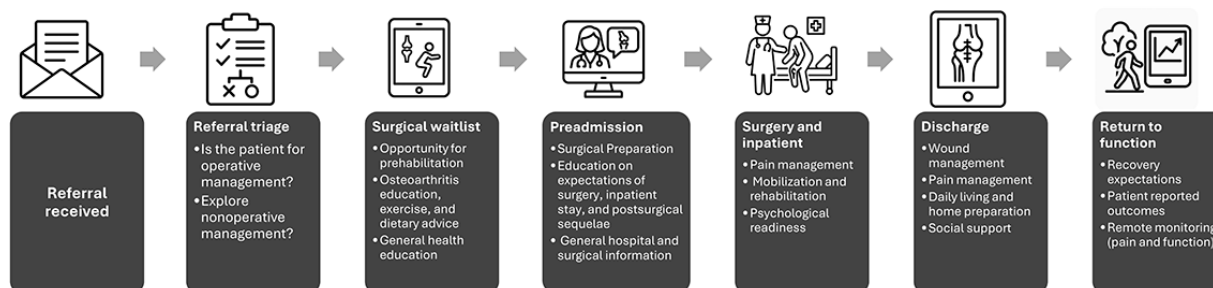 Referral
received
Referral triage
•Is the patient for
operative
management?
•Explore
nonoperative
management?
Surgical waitlist
•Opportunity for
prehabilitation
•Osteoarthritis
education,
exercise, and
dietary advice
•General health
education
Preadmission
•Surgical Preparation
•Education on
expectations of
surgery, inpatient
stay, and postsurgical
sequelae
• General hospital and
surgical information
Surgery and
inpatient
•Pain management
•Mobilization and
rehabilitation
•Psychological
readiness
Discharge
•Wound
management
•Pain management
•Daily living and
home preparation
•Social support
Return to
function
•Recovery
expectations
•Patient reported
outcomes
•Remote monitoring
(pain and function)